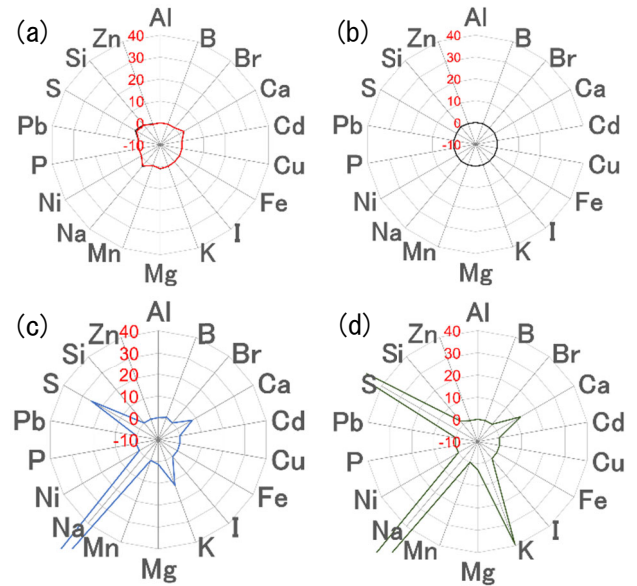 (a)
Al
B
Br
Ca
Cd
Cu
Fe
I
K
Mg
Mn
Na
Ni
P
Pb
S
Si
Zn
40
30
20
10
0
-10
(b)
Al
B
Br
Ca
Cd
Cu
Fe
I
K
Mg
Mn
Na
Ni
P
Pb
S
Si
Zn
40
30
20
10
0
-10
(c)
Al
B
Br
Ca
Cd
Cu
Fe
I
K
Mg
Mn
Na
Ni
P
Pb
S
Si
Zn
40
30
20
10
0
-10
(d)
Al
B
Br
Ca
Cd
Cu
Fe
I
K
Mg
Mn
Na
Ni
P
Pb
S
Si
Zn
40
30
20
10
0
-10